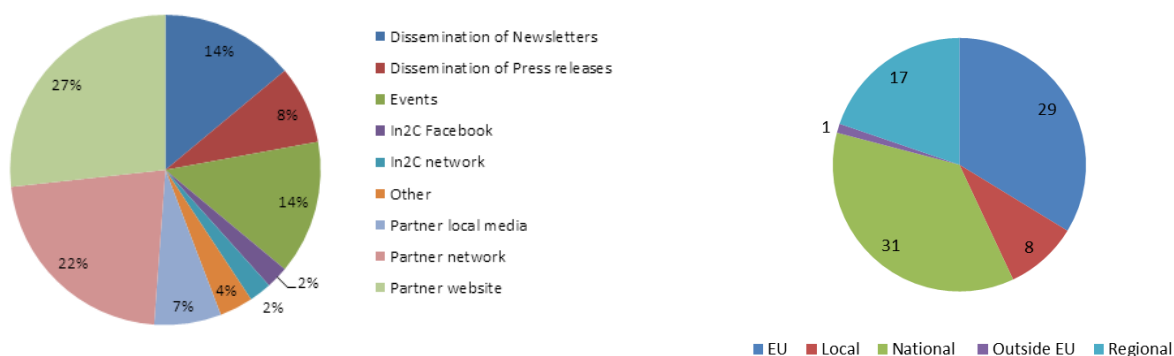 14%
8%
14%
2%
2%
4%
7%
22%
27%
Dissemination of Newsletters
Dissemination of Press releases
Events
In2C Facebook
In2C network
Other
Partner local media
Partner network
Partner website
29
8
31
1
17
EU Local National Outside EU Regional